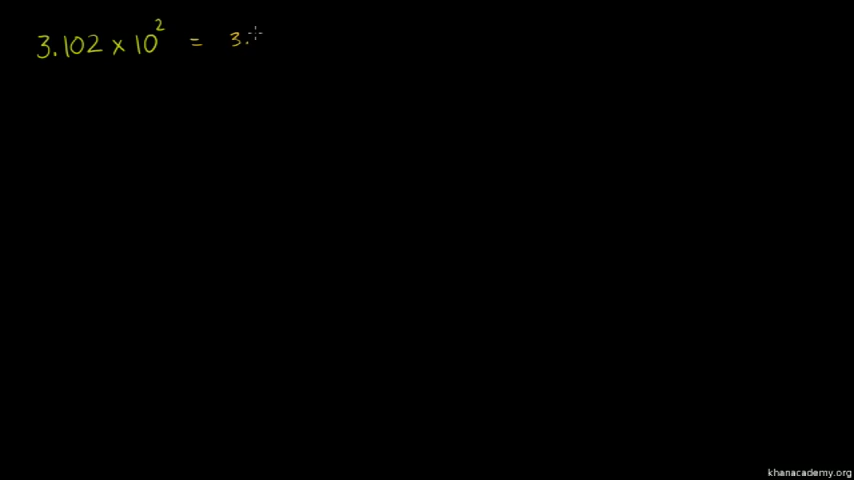 3.102 × 10² = 3.
khanacademy.org